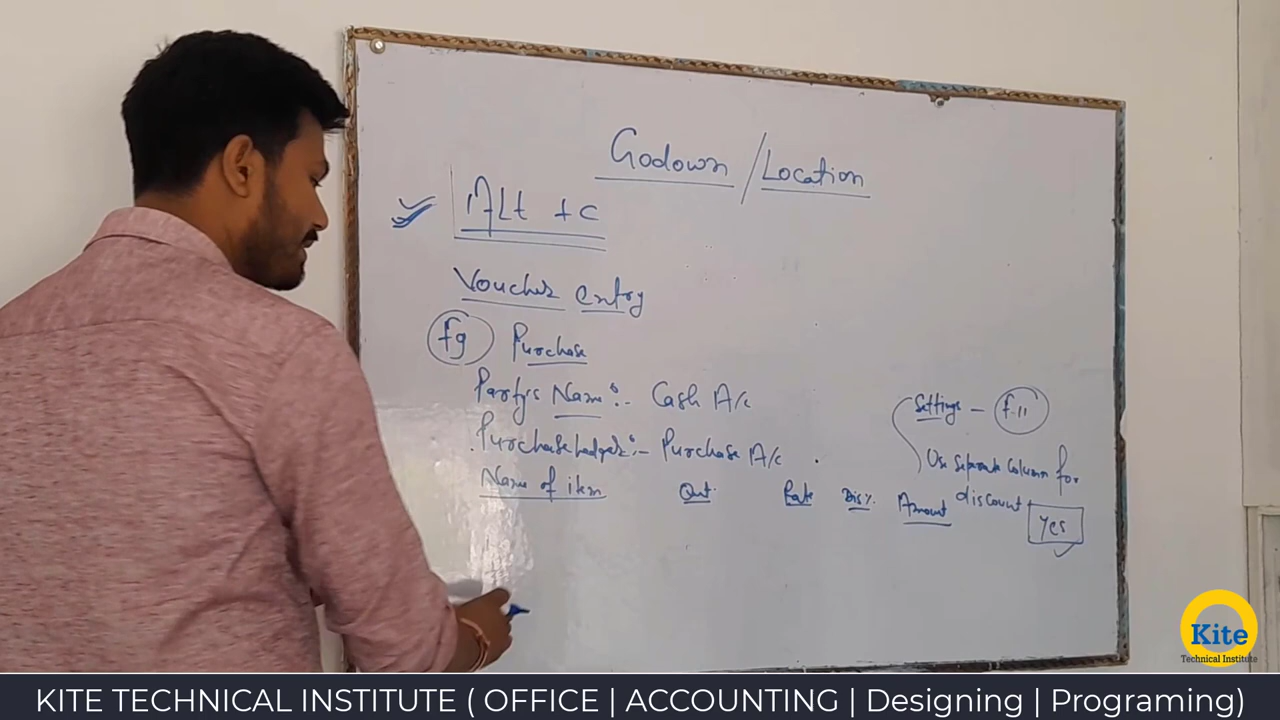 Godown / Location
Alt + C
Voucher Entry
F9 Purchase
Party's Name :- Cash A/c
Purchase Ledger :- Purchase A/c
Name of item Qnt. Rate Dis%. Amount
Settings - F-11
Use Separate Column for
discount
Yes
Kite
Technical Institute
KITE TECHNICAL INSTITUTE ( OFFICE | ACCOUNTING | Designing | Programing)